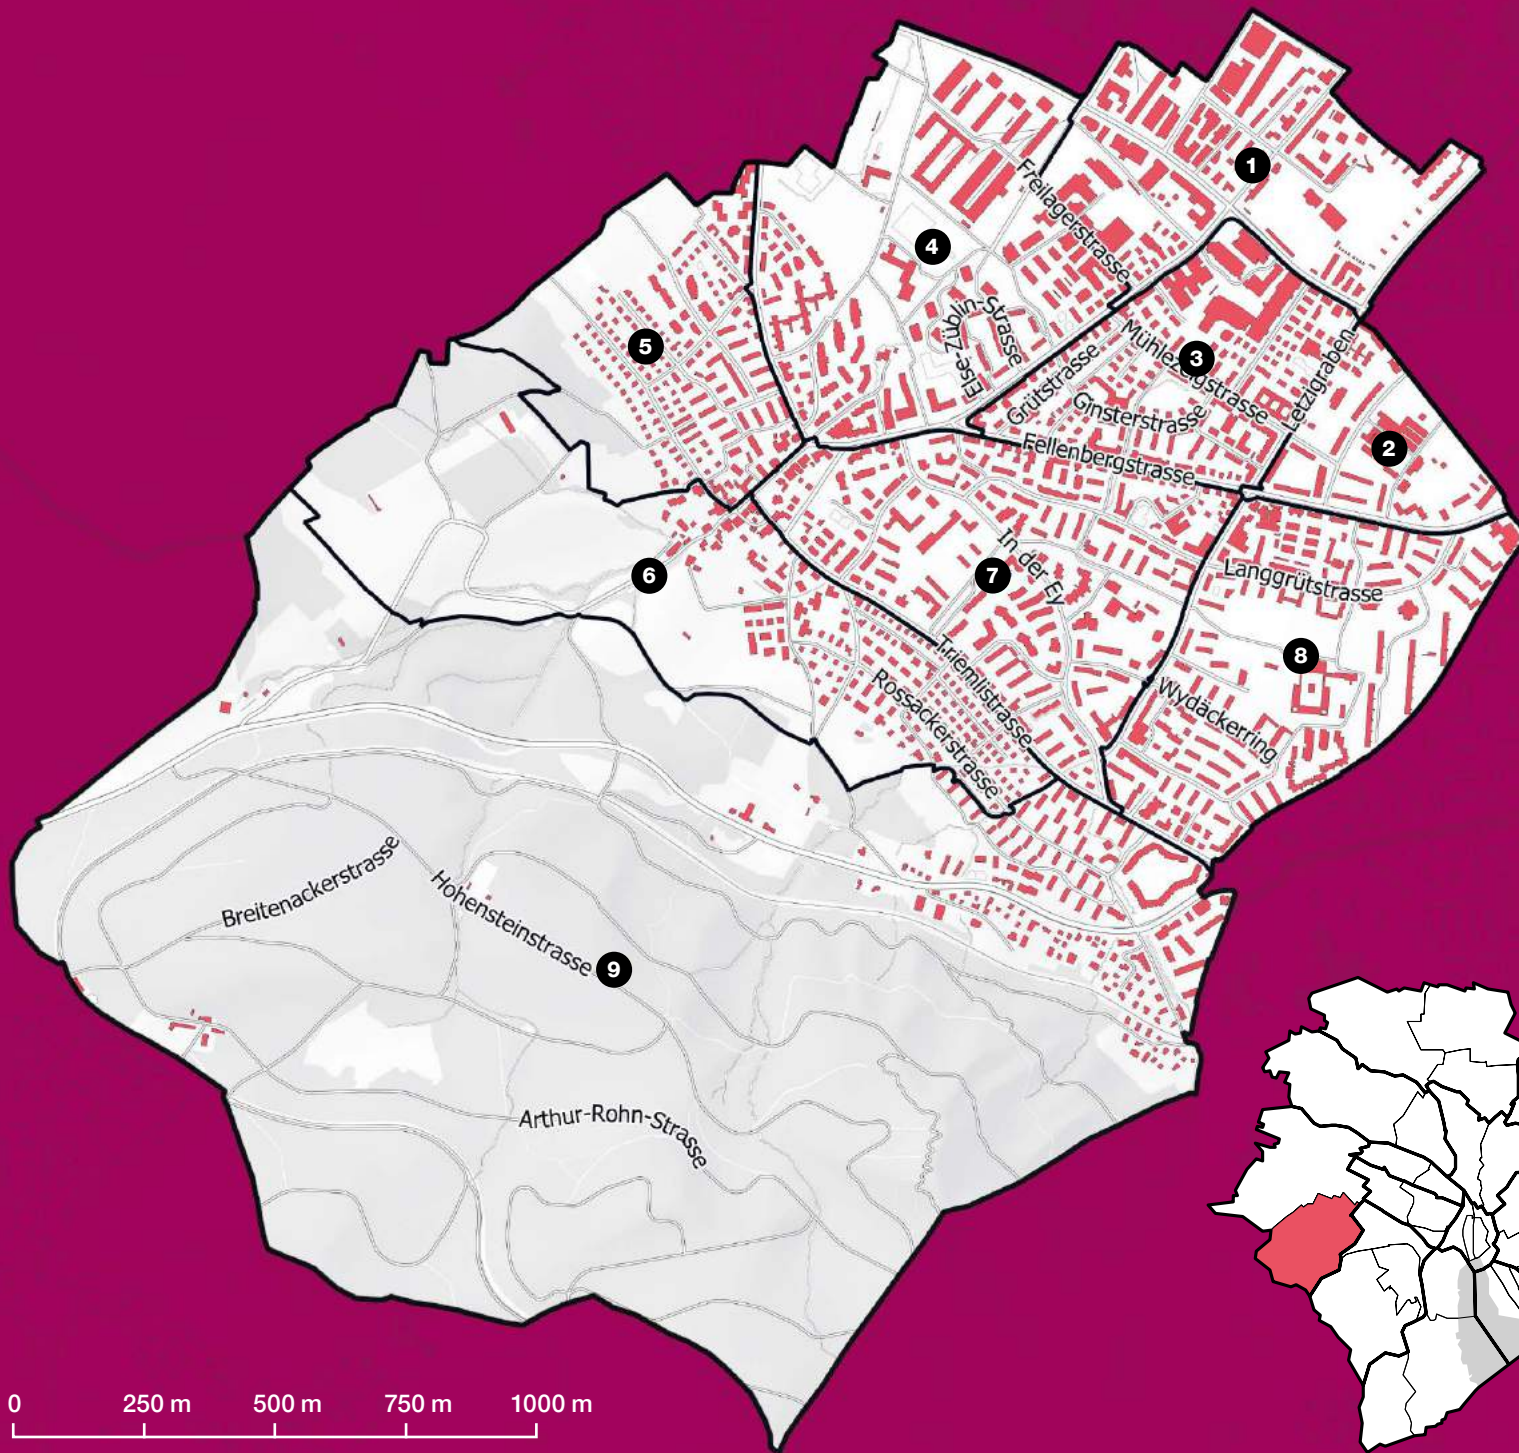 1
Freilagerstrasse
4
Else-Züblin-Strasse
5
3
Mühlezelgstrasse
Letzigraben
Grütstrasse
Ginsterstrasse
2
Fellenbergstrasse
6
7
In der Ey
Langgrütstrasse
8
Triemlistrasse
Rossackerstrasse
Wydäckerring
Breitenackerstrasse
Hohensteinstrasse
9
Arthur-Rohn-Strasse
0 250 m 500 m 750 m 1000 m